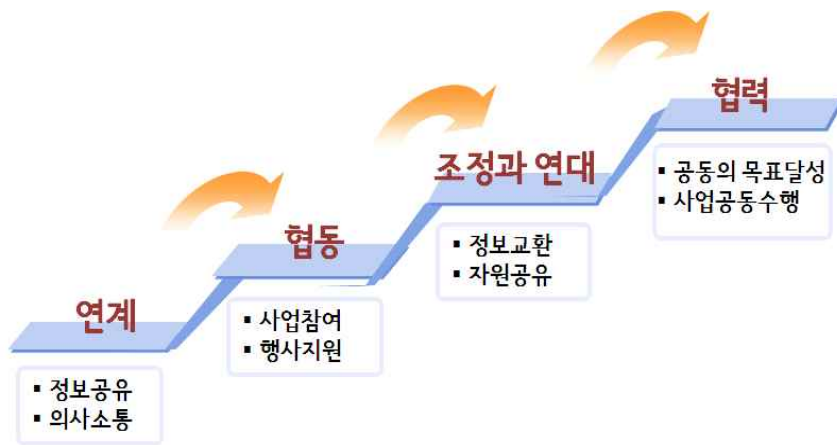 연계
▪ 정보공유
▪ 의사소통
협동
▪ 사업참여
▪ 행사지원
조정과 연대
▪ 정보교환
▪ 자원공유
협력
▪ 공동의 목표달성
▪ 사업공동수행